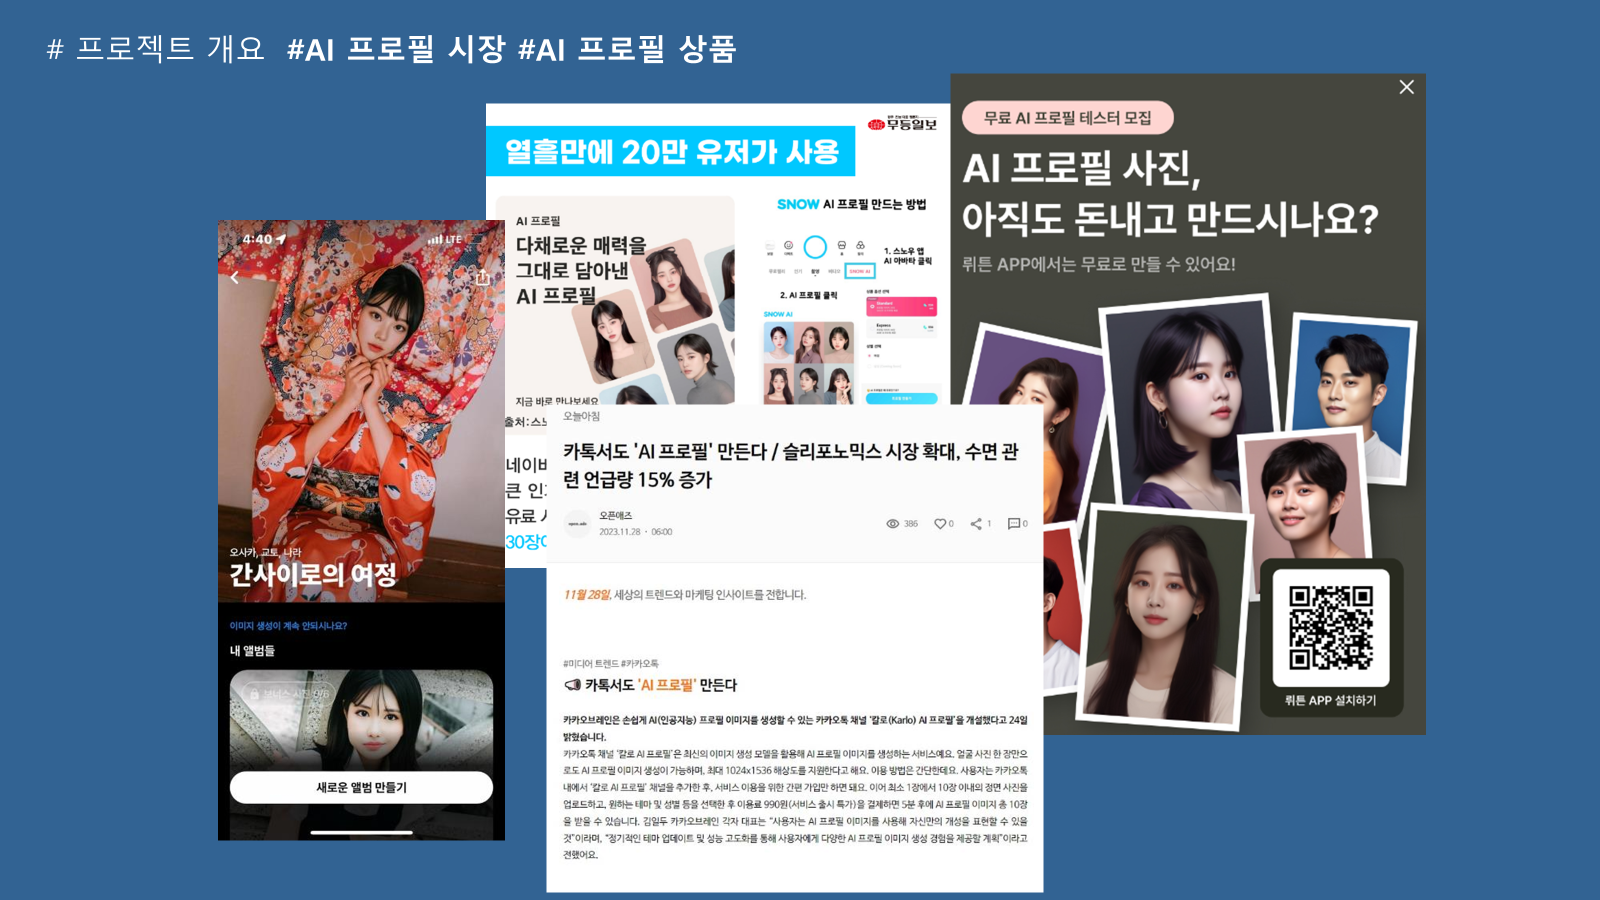 # 프로젝트 개요 #AI 프로필 시장 #AI 프로필 상품
4:40
LTE
오사카, 교토, 나라
간사이로의 여정
이미지 생성이 계속 안되시나요?
내 앨범들
보너스 사진 0/6
새로운 앨범 만들기
무등일보
열흘만에 20만 유저가 사용
AI 프로필
다채로운 매력을
그대로 담아낸
AI 프로필
지금 바로 만나보세요
출처:스노
SNOW AI 프로필 만드는 방법
1. 스노우 앱
AI 아바타 클릭
SNOW AI
2. AI 프로필 클릭
SNOW AI
Standard
Express
네이버
큰 인
유료 사
30장
오늘아침
카톡서도 'AI 프로필' 만든다 / 슬리포노믹스 시장 확대, 수면 관
련 언급량 15% 증가
오픈애즈
2023.11.28 · 06:00
386 0 1 0
11월 28일, 세상의 트렌드와 마케팅 인사이트를 전합니다.
#미디어 트렌드 #카카오톡
카톡서도 'AI 프로필' 만든다
카카오브레인은 손쉽게 AI(인공지능) 프로필 이미지를 생성할 수 있는 카카오톡 채널 '칼로(Karlo) AI 프로필'을 개설했다고 24일
밝혔습니다.
카카오톡 채널 '칼로 AI 프로필'은 최신의 이미지 생성 모델을 활용해 AI 프로필 이미지를 생성하는 서비스예요. 얼굴 사진 한 장만으
로도 AI 프로필 이미지 생성이 가능하며, 최대 1024x1536 해상도를 지원한다고 해요. 이용 방법은 간단한데요. 사용자는 카카오톡
내에서 '칼로 AI 프로필' 채널을 추가한 후, 서비스 이용을 위한 간편 가입만 하면 돼요. 이어 최소 1장에서 10장 이내의 정면 사진을
업로드하고, 원하는 테마 및 성별 등을 선택한 후 이용료 990원(서비스 출시 특가)을 결제하면 5분 후에 AI 프로필 이미지 총 10장
을 받을 수 있습니다. 김일두 카카오브레인 각자 대표는 "사용자는 AI 프로필 이미지를 사용해 자신만의 개성을 표현할 수 있을
것"이라며, "정기적인 테마 업데이트 및 성능 고도화를 통해 사용자에게 다양한 AI 프로필 이미지 생성 경험을 제공할 계획"이라고
전했어요.
무료 AI 프로필 테스터 모집
AI 프로필 사진,
아직도 돈내고 만드시나요?
뤼튼 APP에서는 무료로 만들 수 있어요!
뤼튼 APP 설치하기